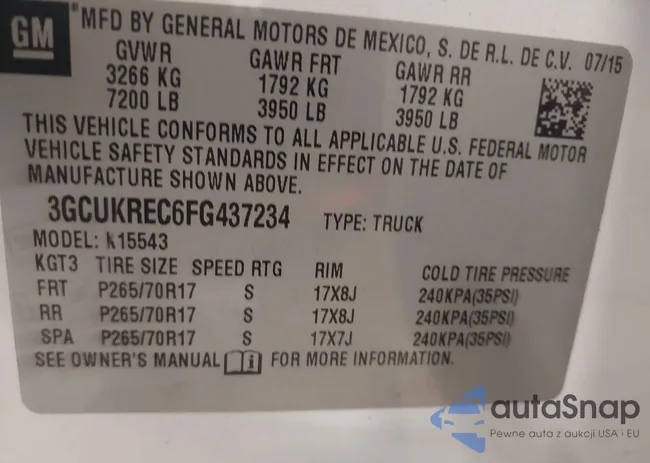 GM
MFD BY GENERAL MOTORS DE MEXICO, S. DE R.L. DE C.V. 07/15
GVWR GAWR FRT GAWR RR
3266 KG 1792 KG 1792 KG
7200 LB 3950 LB 3950 LB
THIS VEHICLE CONFORMS TO ALL APPLICABLE U.S. FEDERAL MOTOR
VEHICLE SAFETY STANDARDS IN EFFECT ON THE DATE OF
MANUFACTURE SHOWN ABOVE.
3GCUKREC6FG437234 TYPE: TRUCK
MODEL: K15543
KGT3 TIRE SIZE SPEED RTG RIM COLD TIRE PRESSURE
FRT P265/70R17 S 17X8J 240KPA(35PSI)
RR P265/70R17 S 17X8J 240KPA(35PSI)
SPA P265/70R17 S 17X7J 240KPA(35PSI)
SEE OWNER'S MANUAL FOR MORE INFORMATION.
autaSnap
Pewne auta z aukcji USA i EU